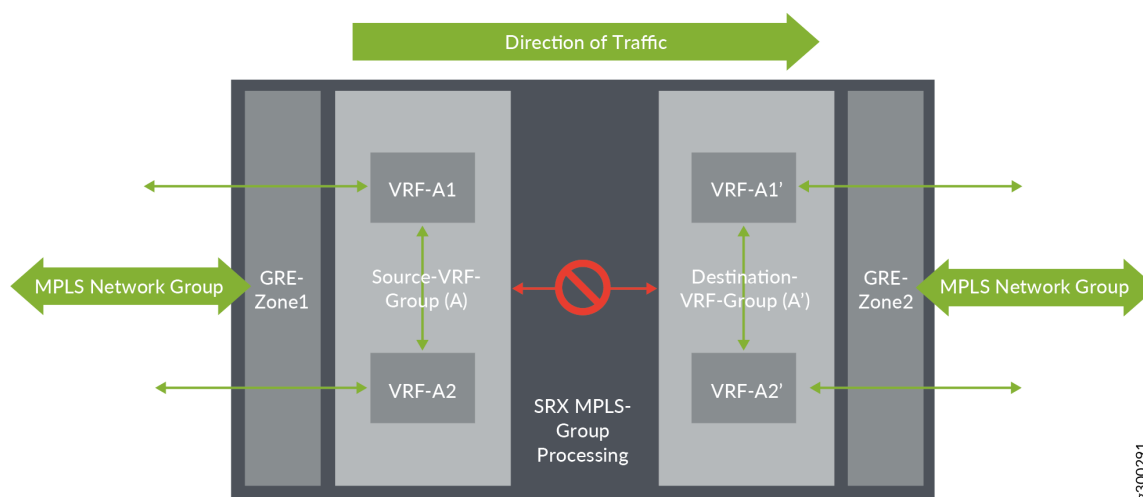 Direction of Traffic
VRF-A1
VRF-A1’
MPLS Network Group
GRE-
Zone1
Source-VRF-
Group (A)
Destination-
VRF-Group (A’)
GRE-
Zone2
MPLS Network Group
VRF-A2
VRF-A2’
SRX MPLS-
Group
Processing
g300291